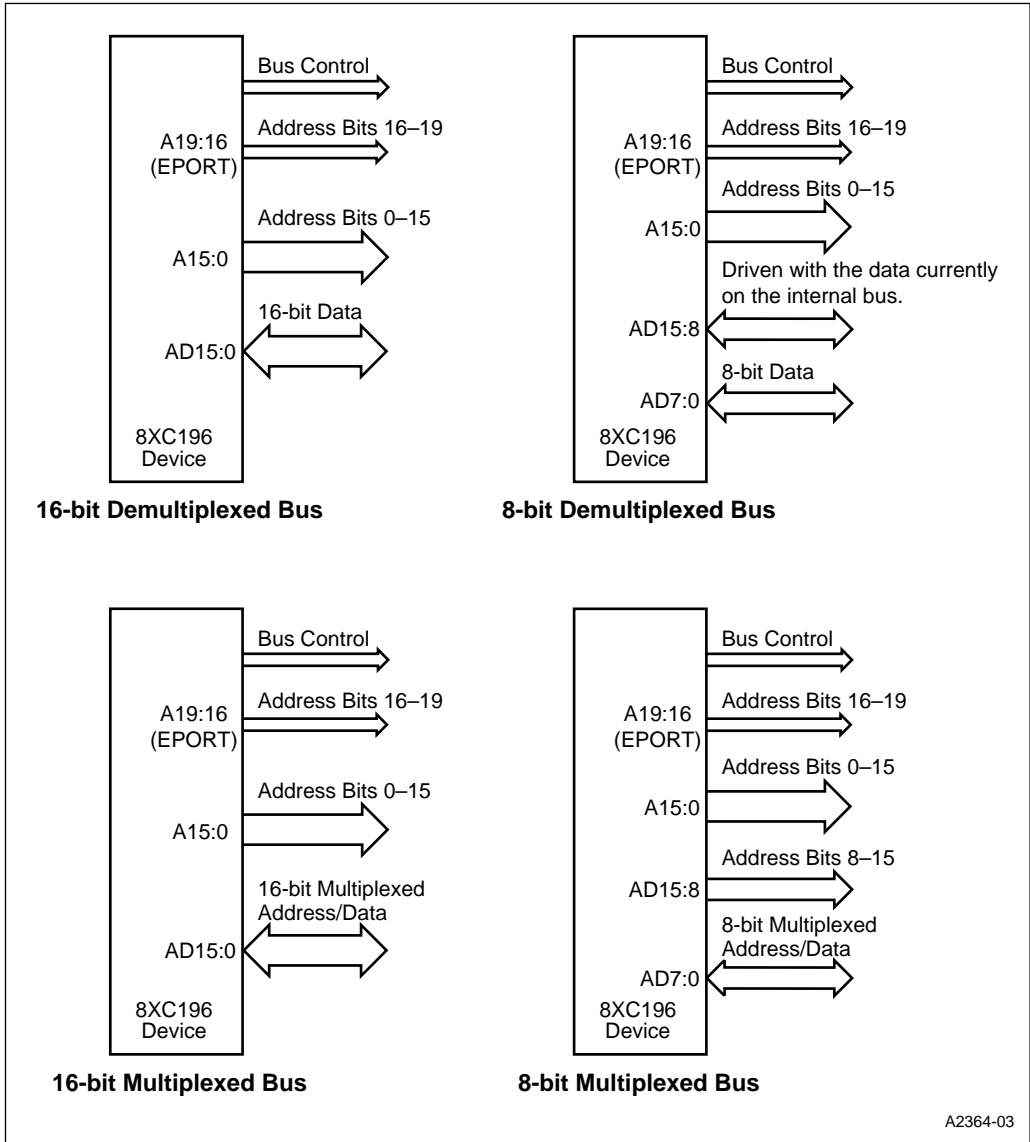 Bus Control
Address Bits 16–19
A19:16
(EPORT)
Address Bits 0–15
A15:0
16-bit Data
AD15:0
8XC196
Device
16-bit Demultiplexed Bus
Bus Control
Address Bits 16–19
A19:16
(EPORT)
Address Bits 0–15
A15:0
Driven with the data currently
on the internal bus.
AD15:8
8-bit Data
AD7:0
8XC196
Device
8-bit Demultiplexed Bus
Bus Control
Address Bits 16–19
A19:16
(EPORT)
Address Bits 0–15
A15:0
16-bit Multiplexed
Address/Data
AD15:0
8XC196
Device
16-bit Multiplexed Bus
Bus Control
Address Bits 16–19
A19:16
(EPORT)
Address Bits 0–15
A15:0
Address Bits 8–15
AD15:8
8-bit Multiplexed
Address/Data
AD7:0
8XC196
Device
8-bit Multiplexed Bus
A2364-03